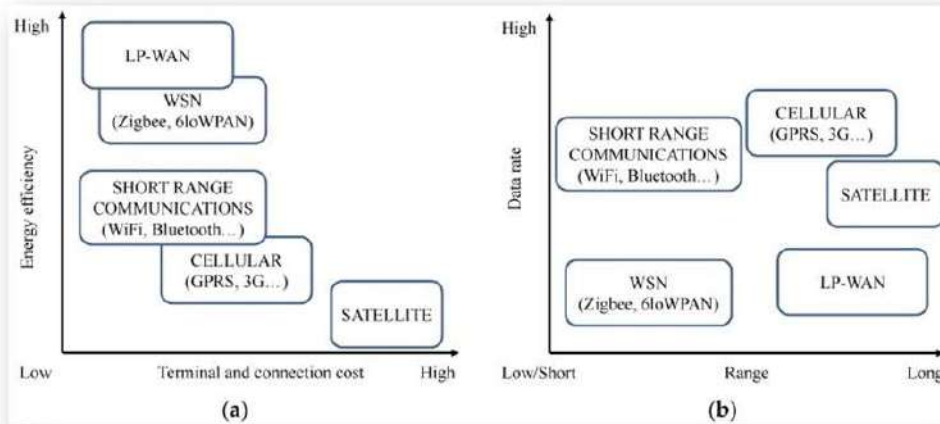 High
LP-WAN
WSN
(Zigbee, 6loWPAN)
SHORT RANGE
COMMUNICATIONS
(WiFi, Bluetooth...)
CELLULAR
(GPRS, 3G...)
SATELLITE
Energy efficiency
Low
Terminal and connection cost
High
(a)
High
CELLULAR
(GPRS, 3G...)
SHORT RANGE
COMMUNICATIONS
(WiFi, Bluetooth...)
SATELLITE
WSN
(Zigbee, 6loWPAN)
LP-WAN
Data rate
Low/Short
Range
Long
(b)